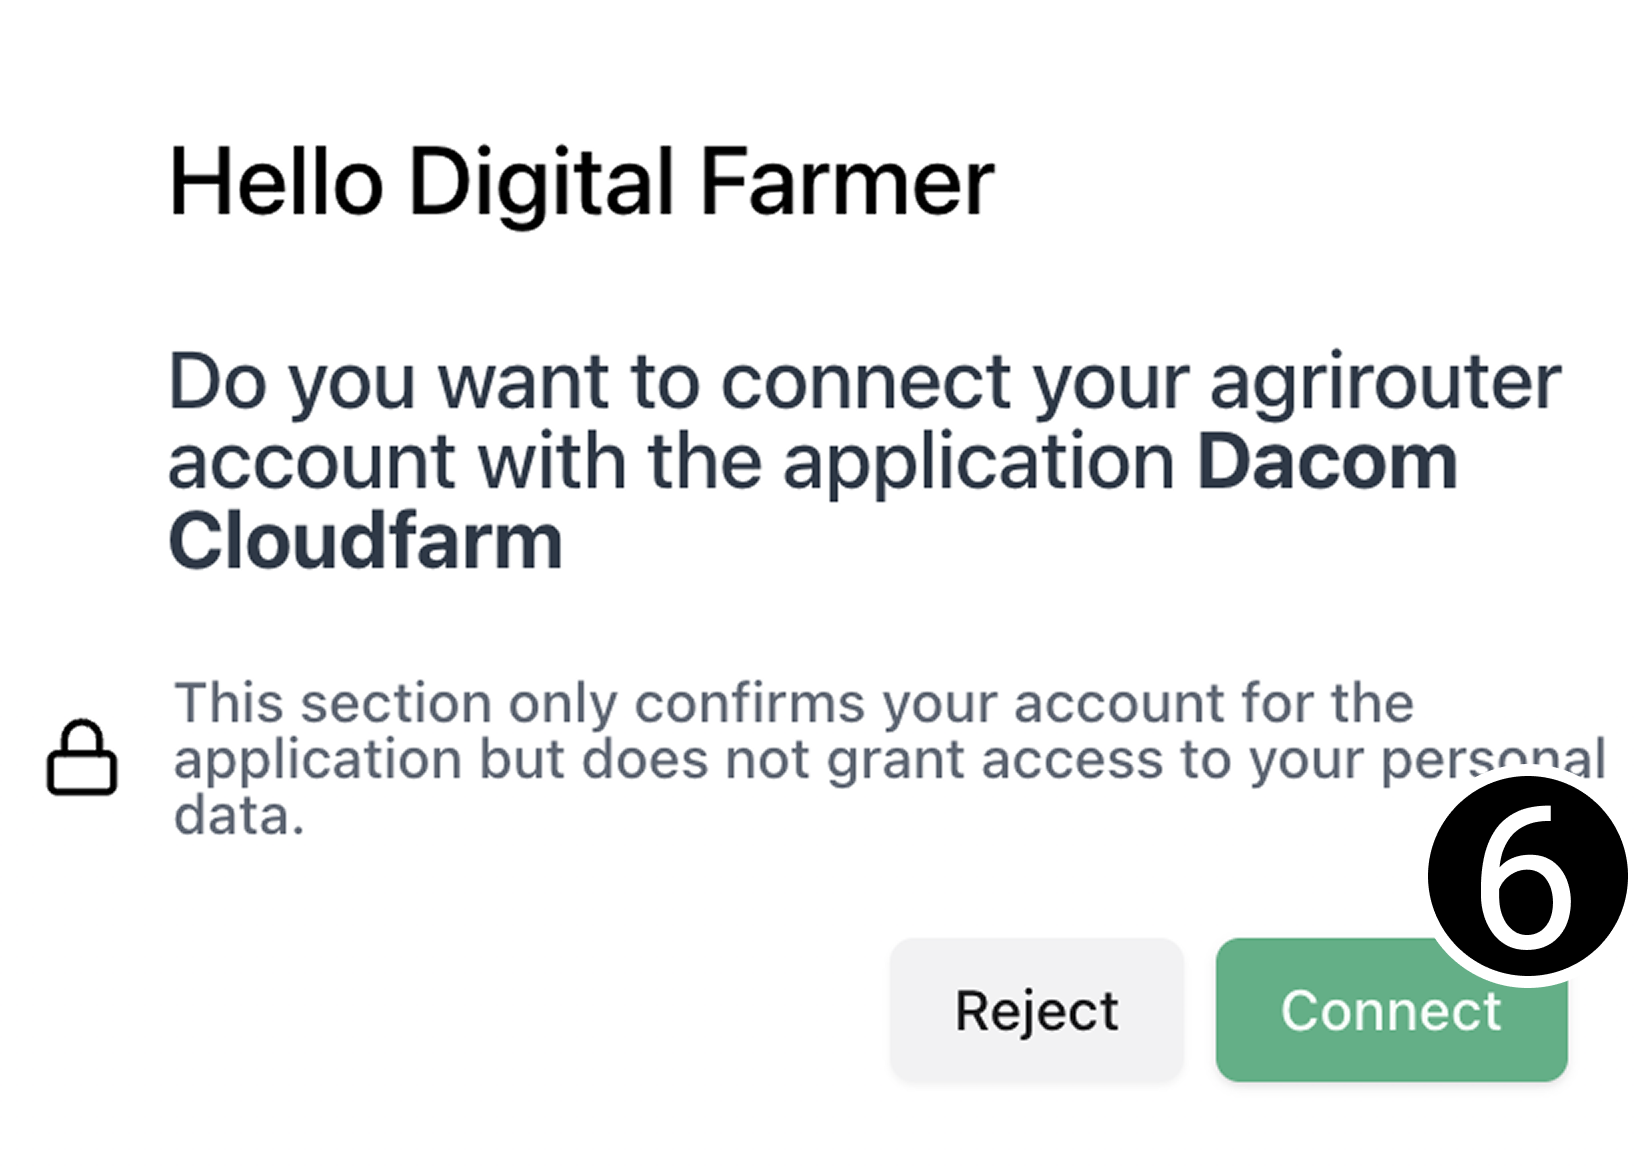 Hello Digital Farmer
Do you want to connect your agrirouter
account with the application Dacom
Cloudfarm
This section only confirms your account for the
application but does not grant access to your personal
data.
6
Reject
Connect